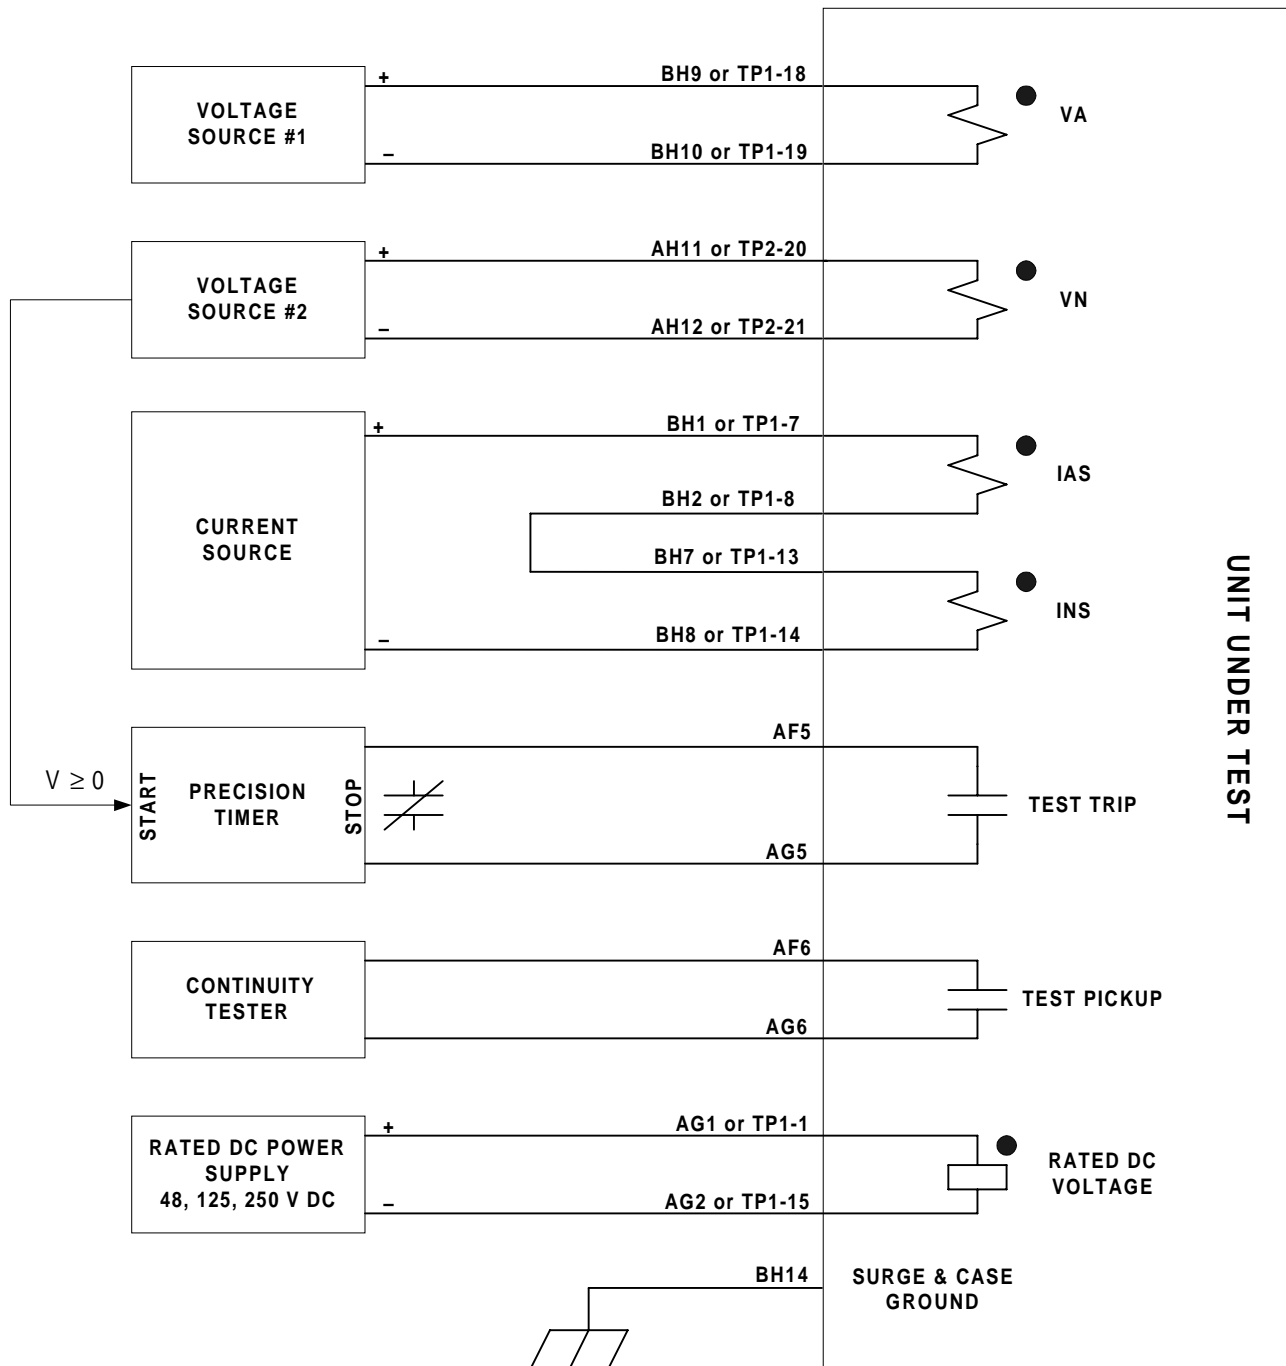 VOLTAGE
SOURCE #1
+
–
BH9 or TP1-18
BH10 or TP1-19
VA
VOLTAGE
SOURCE #2
+
–
AH11 or TP2-20
AH12 or TP2-21
VN
CURRENT
SOURCE
+
–
BH1 or TP1-7
BH2 or TP1-8
IAS
BH7 or TP1-13
BH8 or TP1-14
INS
UNIT UNDER TEST
V ≥ 0
START
PRECISION
TIMER
STOP
AF5
AG5
TEST TRIP
CONTINUITY
TESTER
AF6
AG6
TEST PICKUP
RATED DC POWER
SUPPLY
48, 125, 250 V DC
+
–
AG1 or TP1-1
AG2 or TP1-15
RATED DC
VOLTAGE
BH14
SURGE & CASE
GROUND